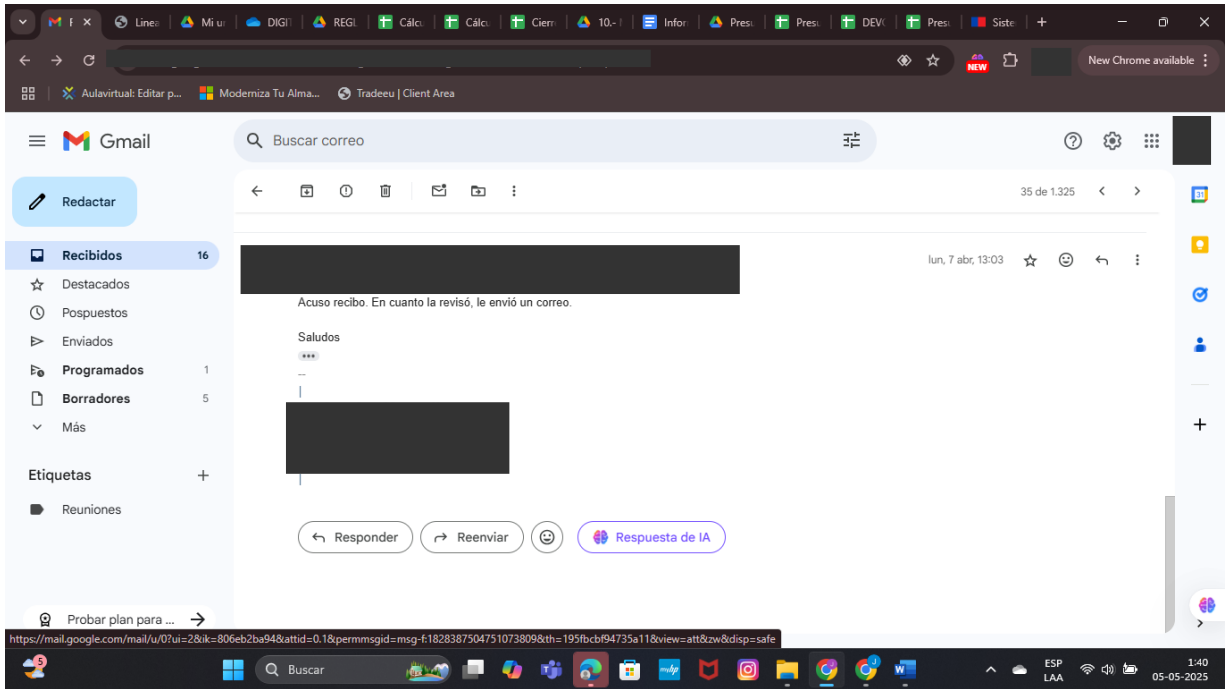 Linea
Mi u
DIGIT
REGL
Cálcu
Cálcu
Cierr
10.-
Infor
Presu
Presu
DEVO
Presu
Siste
NEW
New Chrome available
Aulavirtual: Editar p...
Moderniza Tu Alma...
Tradeeu | Client Area
Gmail
Buscar correo
Redactar
35 de 1.325
31
Recibidos 16
lun, 7 abr, 13:03
Destacados
Acuso recibo. En cuanto la revisó, le envió un correo.
Pospuestos
Enviados
Saludos
Programados 1
--
Borradores 5
Más
Etiquetas
Reuniones
Responder
Reenviar
Respuesta de IA
Probar plan para ...
https://mail.google.com/mail/u/0?ui=2&ik=806eb2ba94&attid=0.1&permmsgid=msg-f:1828387504751073809&th=195fbcbf94735a11&view=att&zw&disp=safe
5
Buscar
ESP
LAA
1:40
05-05-2025